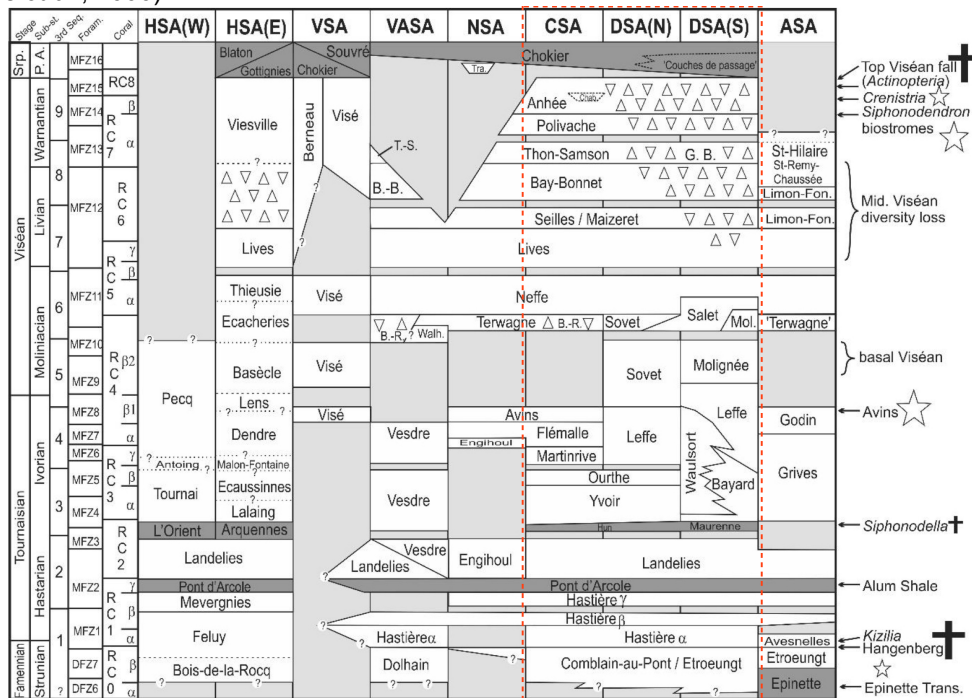 Stage Sub-st. 3rd Seq. Foram. Coral HSA(W) HSA(E) VSA VASA NSA CSA DSA(N) DSA(S) ASA
Srp. P. A. MFZ16 Blaton Souvré Chokier
Gottignies Chokier Tra. 'Couches de passage'
Top Viséan fall
(Actinopteria)
MFZ15 RC8
Crenistria
Viséan Warnantian 9 MFZ14 RC7 β Viesville Berneau Visé Anhée Chab.
Siphonodendron
biostromes
Polivache
? ?
MFZ13 α T.-S. Thon-Samson G. B. St-Hilaire
?
8 St-Remy-
Chaussée
Livian RC6 B.-B. Bay-Bonnet
Limon-Fon.
MFZ12 ?
Mid. Viséan
diversity loss
Seilles / Maizeret Limon-Fon.
7 Lives Lives
γ ?
RC5 β
Moliniacian 6 MFZ11 α Thieusie Visé Neffe
?
Ecacheries Salet
Terwagne B.-R. Sovet Mol. 'Terwagne'
B.-R. ? Walh.
? ? ?
MFZ10 RC4 β2
basal Viséan
5 Basècle Visé Sovet Molignée
MFZ9
?
Lens Leffe
Tournaisian Ivorian Pecq ?
MFZ8 β1 Visé Avins Godin
Avins
4 MFZ7 α Dendre Vesdre Flémalle Leffe Waulsort
Engihoul
MFZ6 γ Martinrive
? Antoing ? Malon-Fontaine Grives
RC3 ?
MFZ5 β Ecaussinnes Ourthe Bayard
3 Tournai Vesdre Yvoir
MFZ4 α Lalaing
L'Orient Arquennes Hun Maurenne
Siphonodella
Hastarian MFZ3 RC2 Vesdre
2 Landelies Landelies Engihoul Landelies
?
MFZ2 γ Pont d'Arcole Pont d'Arcole
Alum Shale
RC1 Mevergnies Hastière γ
β Hastière β
1 MFZ1 Feluy ?
α Hastière α Avesnelles
Kizilia
?
Hangenberg
Famennian Strunian DFZ7 RC0 β Bois-de-la-Rocq Dolhain ? Comblain-au-Pont / Etroeungt Etroeungt
? DFZ6 α ? ? ? Epinette
Epinette Trans.